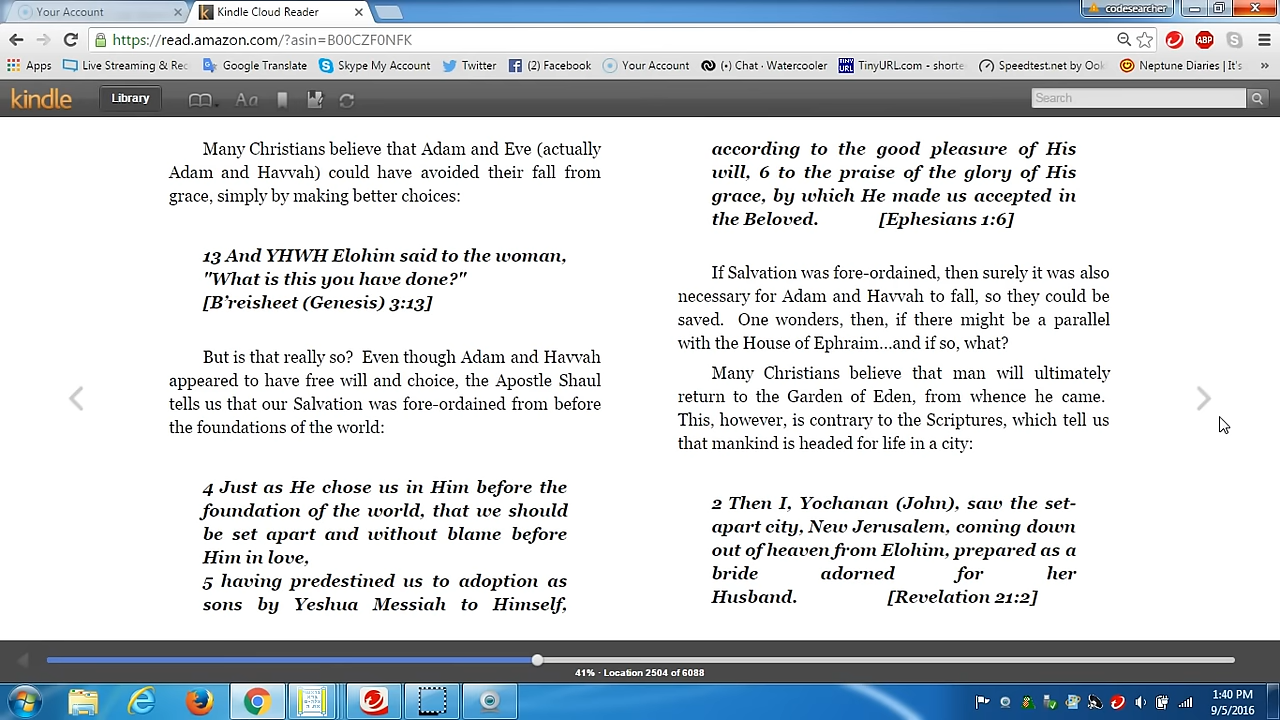 Your Account
Kindle Cloud Reader
codesearcher
https://read.amazon.com/?asin=B00CZF0NFK
ABP
Apps
Live Streaming & Rec
Google Translate
Skype My Account
Twitter
(2) Facebook
Your Account
(•) Chat · Watercooler
TINY URL
TinyURL.com - shorte
Speedtest.net by Ook
Neptune Diaries | It's
»
kindle
Library
Aa
Search
Many Christians believe that Adam and Eve (actually
Adam and Havvah) could have avoided their fall from
grace, simply by making better choices:
13 And YHWH Elohim said to the woman,
"What is this you have done?"
[B’reisheet (Genesis) 3:13]
But is that really so? Even though Adam and Havvah
appeared to have free will and choice, the Apostle Shaul
tells us that our Salvation was fore-ordained from before
the foundations of the world:
4 Just as He chose us in Him before the
foundation of the world, that we should
be set apart and without blame before
Him in love,
5 having predestined us to adoption as
sons by Yeshua Messiah to Himself,
according to the good pleasure of His
will, 6 to the praise of the glory of His
grace, by which He made us accepted in
the Beloved. [Ephesians 1:6]
If Salvation was fore-ordained, then surely it was also
necessary for Adam and Havvah to fall, so they could be
saved. One wonders, then, if there might be a parallel
with the House of Ephraim…and if so, what?
Many Christians believe that man will ultimately
return to the Garden of Eden, from whence he came.
This, however, is contrary to the Scriptures, which tell us
that mankind is headed for life in a city:
2 Then I, Yochanan (John), saw the set-
apart city, New Jerusalem, coming down
out of heaven from Elohim, prepared as a
bride adorned for her
Husband. [Revelation 21:2]
41% · Location 2504 of 6088
1:40 PM
9/5/2016